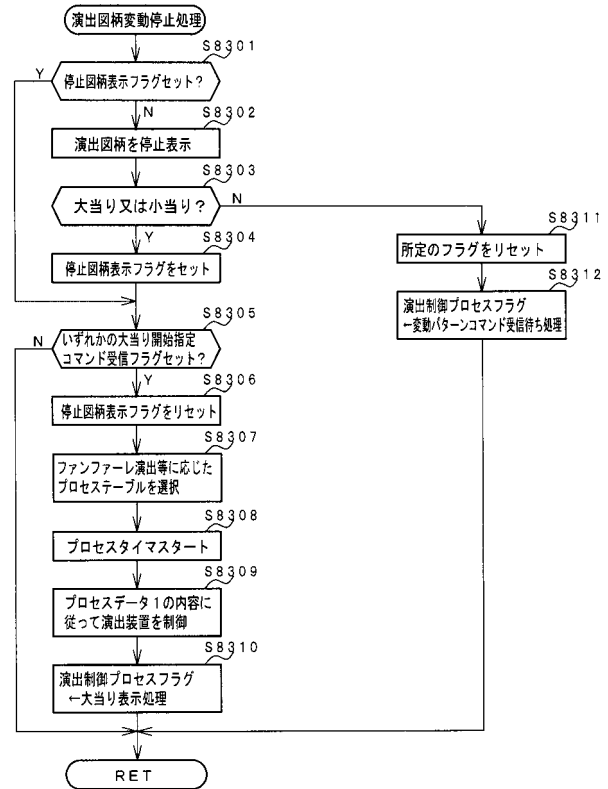 演出図柄変動停止処理
S8301
停止図柄表示フラグセット?
Y
N
S8302
演出図柄を停止表示
S8303
大当り又は小当り?
N
Y
S8304
停止図柄表示フラグをセット
S8311
所定のフラグをリセット
S8312
演出制御プロセスフラグ
←変動パターンコマンド受信待ち処理
S8305
いずれかの大当り開始指定
コマンド受信フラグセット?
N
Y
S8306
停止図柄表示フラグをリセット
S8307
ファンファーレ演出等に応じた
プロセステーブルを選択
S8308
プロセスタイマスタート
S8309
プロセスデータ1の内容に
従って演出装置を制御
S8310
演出制御プロセスフラグ
←大当り表示処理
RET